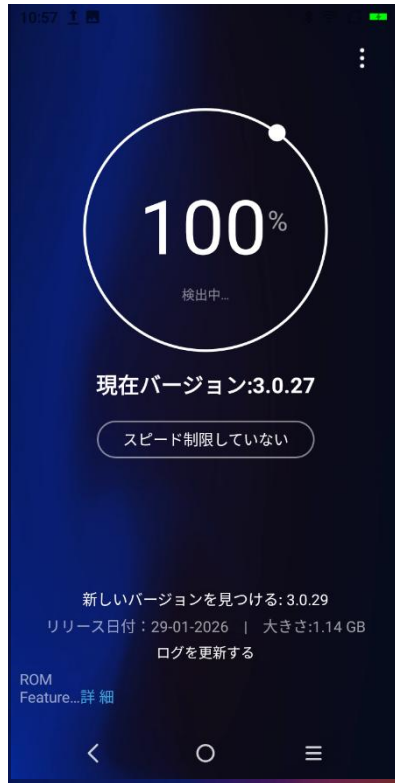 10:57
100%
検出中...
現在バージョン:3.0.27
スピード制限していない
新しいバージョンを見つける: 3.0.29
リリース日付：29-01-2026 | 大きさ:1.14 GB
ログを更新する
ROM
Feature...詳 細